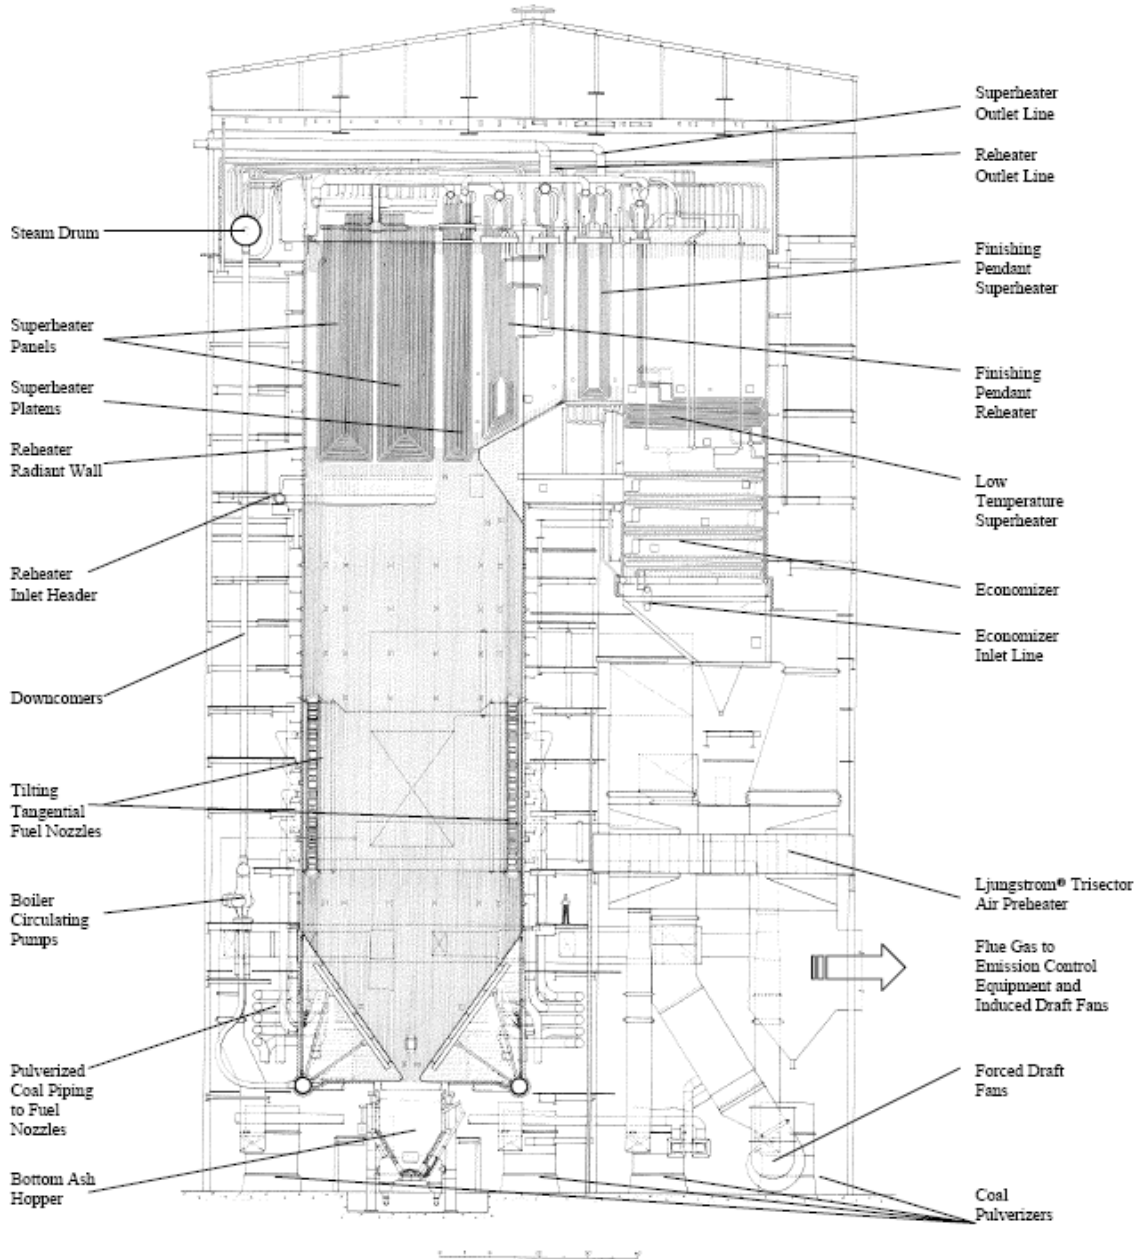 Superheater
Outlet Line
Reheater
Outlet Line
Steam Drum
Finishing
Pendant
Superheater
Superheater
Panels
Finishing
Pendant
Reheater
Superheater
Platens
Reheater
Radiant Wall
Low
Temperature
Superheater
Reheater
Inlet Header
Economizer
Economizer
Inlet Line
Downcomers
Tilting
Tangential
Fuel Nozzles
Ljungstrom® Trisector
Air Preheater
Boiler
Circulating
Pumps
Flue Gas to
Emission Control
Equipment and
Induced Draft Fans
Pulverized
Coal Piping
to Fuel
Nozzles
Forced Draft
Fans
Bottom Ash
Hopper
Coal
Pulverizers